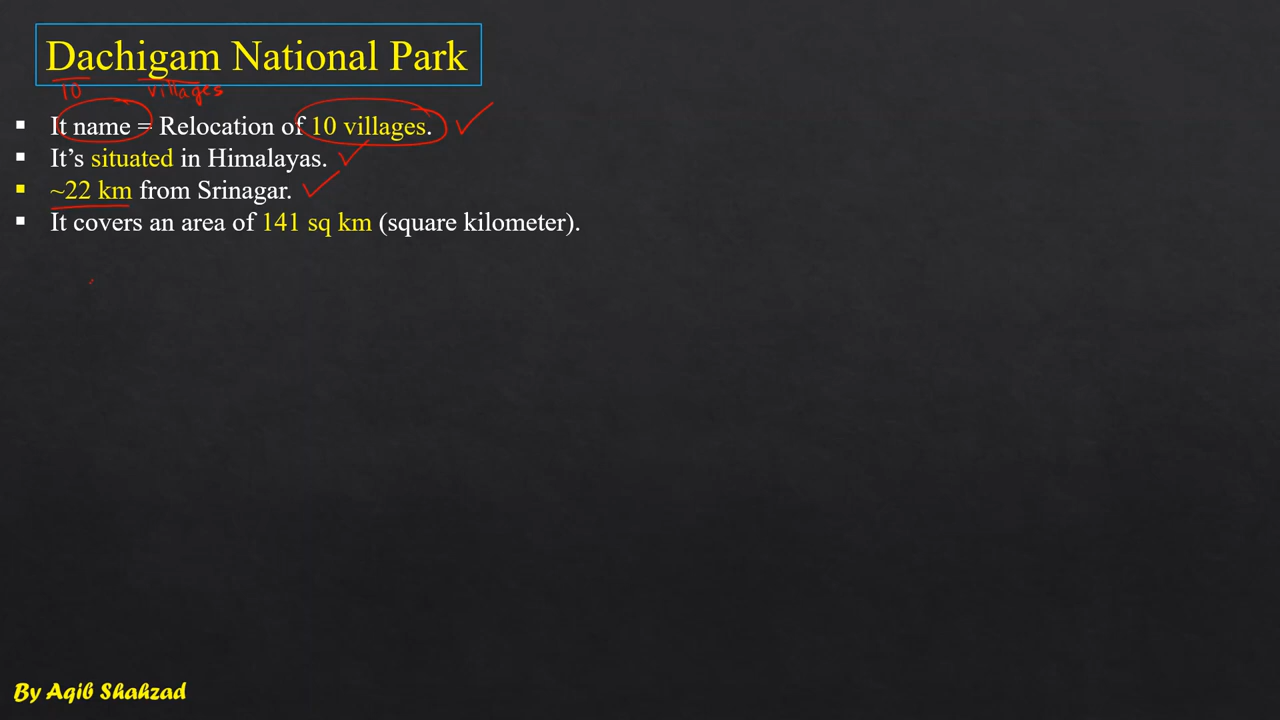 Dachigam National Park
10 villages
▪ It name = Relocation of 10 villages.
▪ It's situated in Himalayas.
▪ ~22 km from Srinagar.
▪ It covers an area of 141 sq km (square kilometer).
By Aqib Shahzad